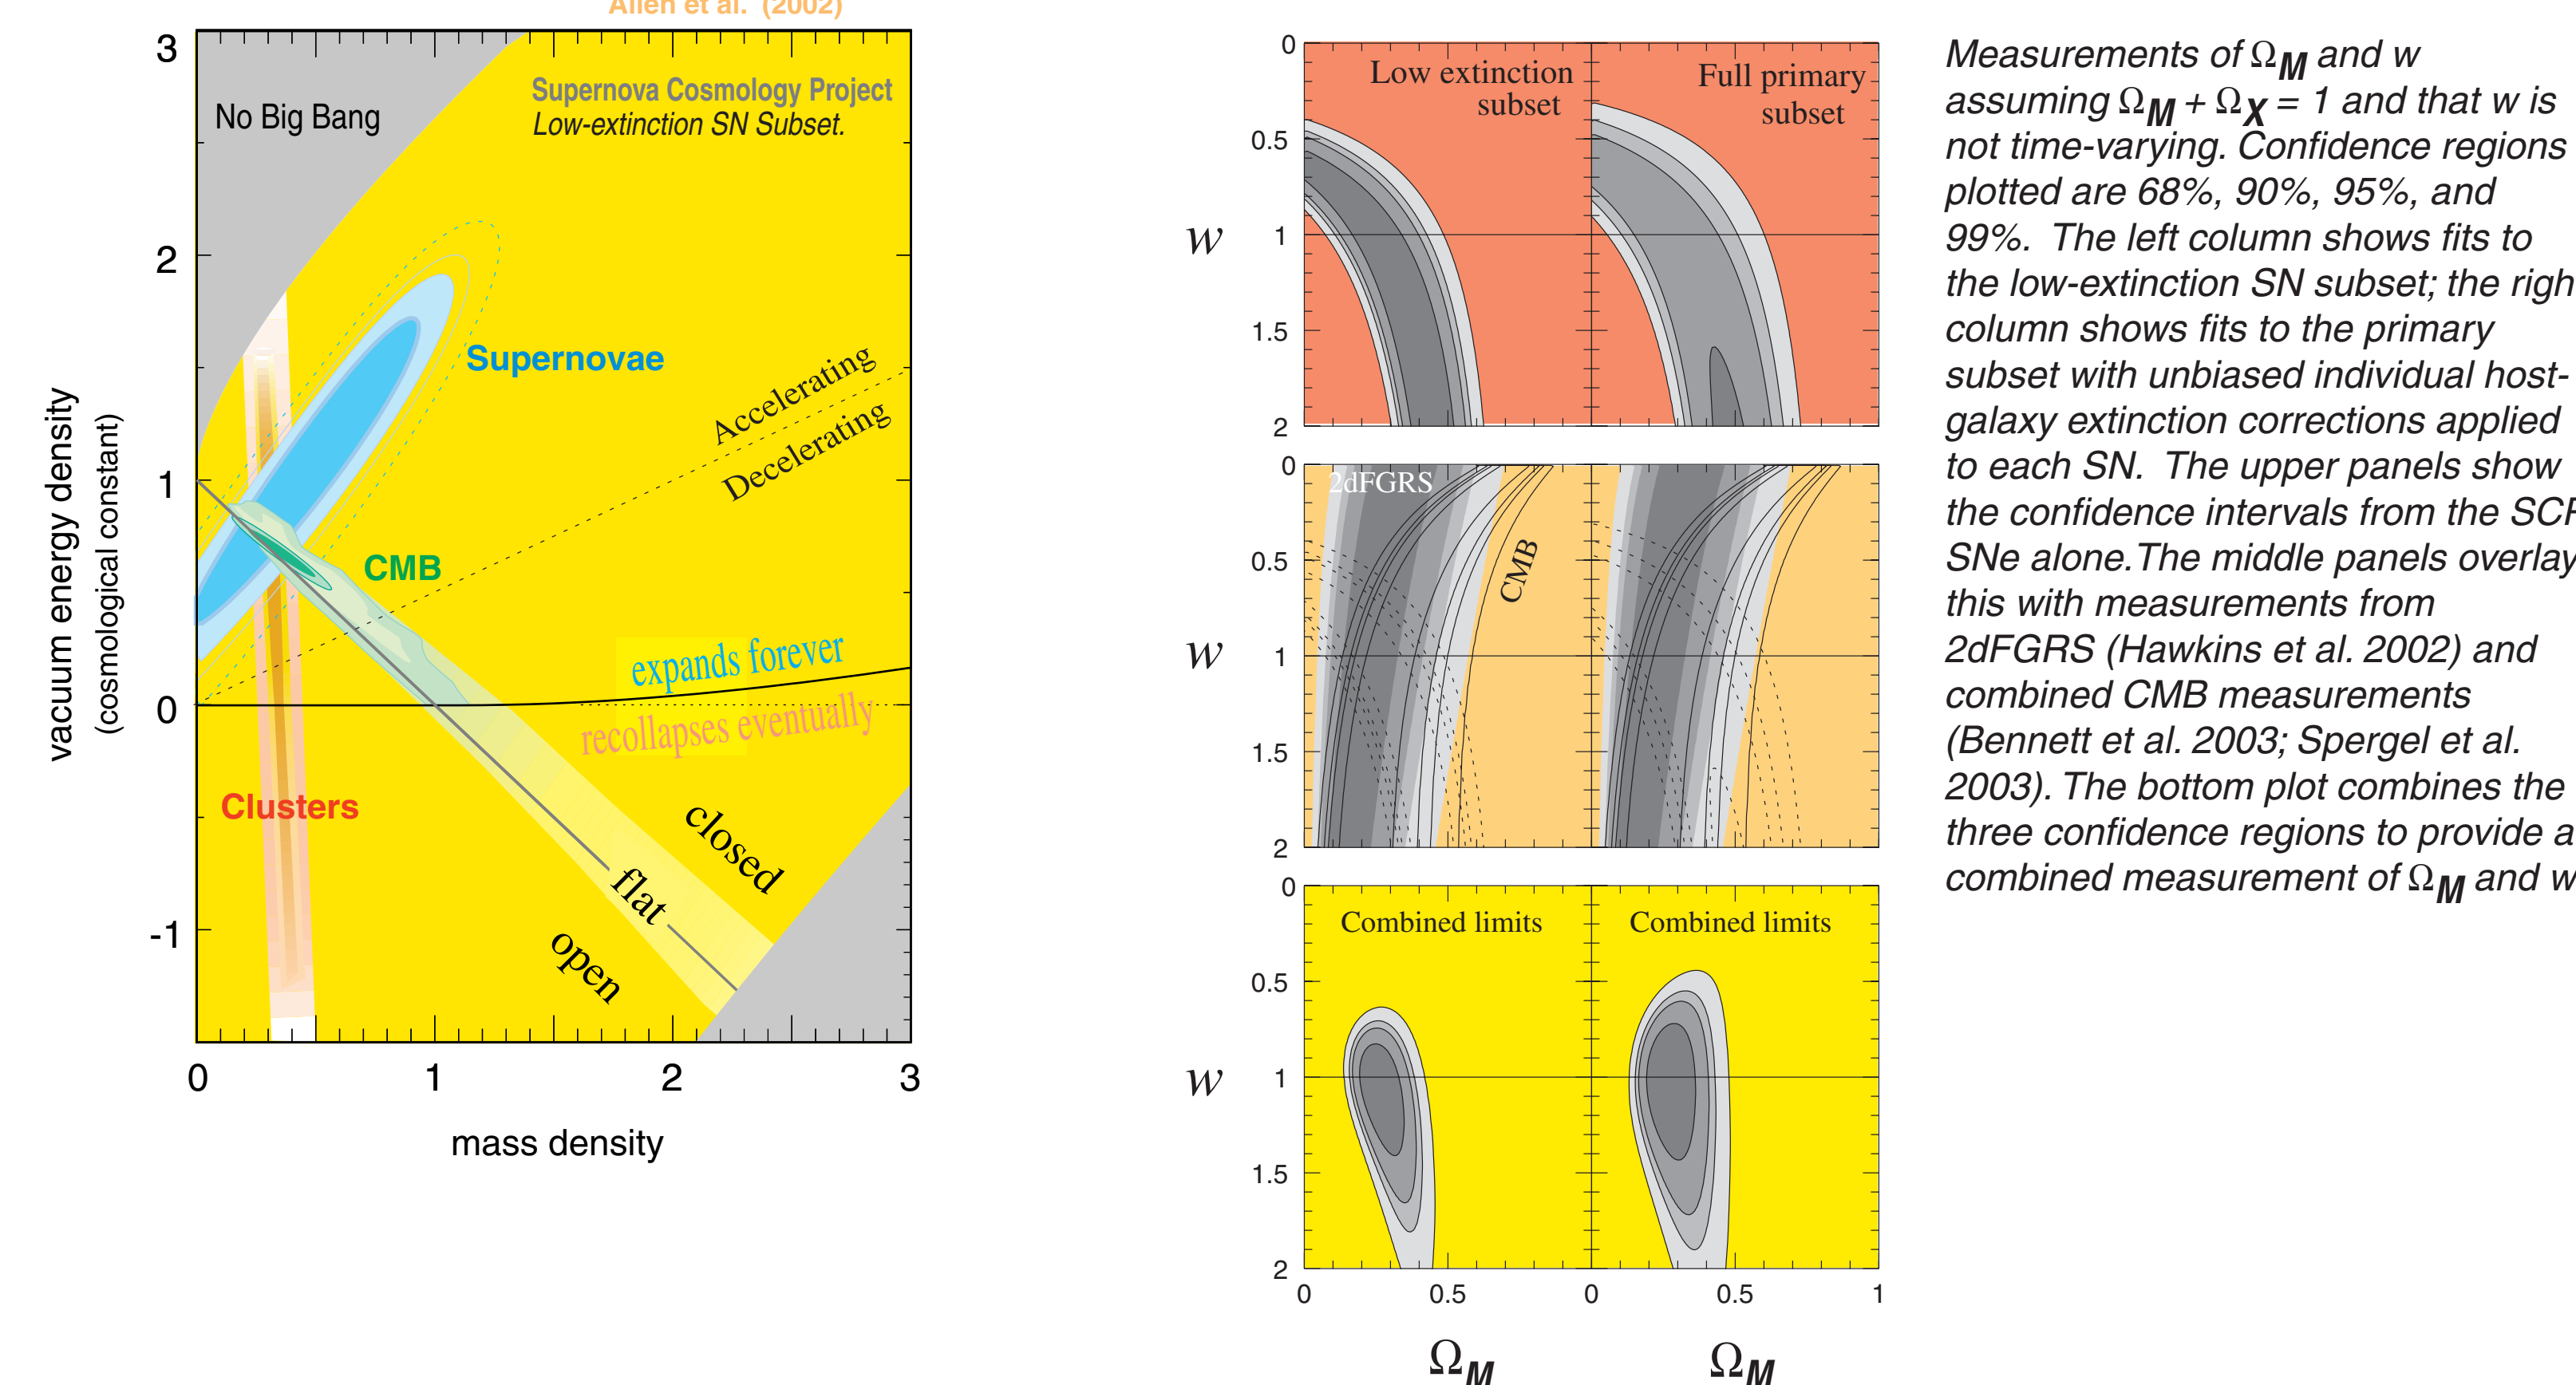 Allen et al. (2002)
3
2
1
0
-1
vacuum energy density
(cosmological constant)
No Big Bang
Supernova Cosmology Project
Low-extinction SN Subset.
Supernovae
Accelerating
Decelerating
CMB
expands forever
recollapses eventually
Clusters
closed
flat
open
0 1 2 3
mass density
0
0.5
1
1.5
2
w
Low extinction
subset
Full primary
subset
0
0.5
1
1.5
2
w
2dFGRS
CMB
0
0.5
1
1.5
2
w
Combined limits
Combined limits
0 0.5 0 0.5 1
ΩM ΩM
Measurements of ΩM and w
assuming ΩM + ΩX = 1 and that w is
not time-varying. Confidence regions
plotted are 68%, 90%, 95%, and
99%. The left column shows fits to
the low-extinction SN subset; the righ
column shows fits to the primary
subset with unbiased individual host-
galaxy extinction corrections applied
to each SN. The upper panels show
the confidence intervals from the SCP
SNe alone.The middle panels overlay
this with measurements from
2dFGRS (Hawkins et al. 2002) and
combined CMB measurements
(Bennett et al. 2003; Spergel et al.
2003). The bottom plot combines the
three confidence regions to provide a
combined measurement of ΩM and w